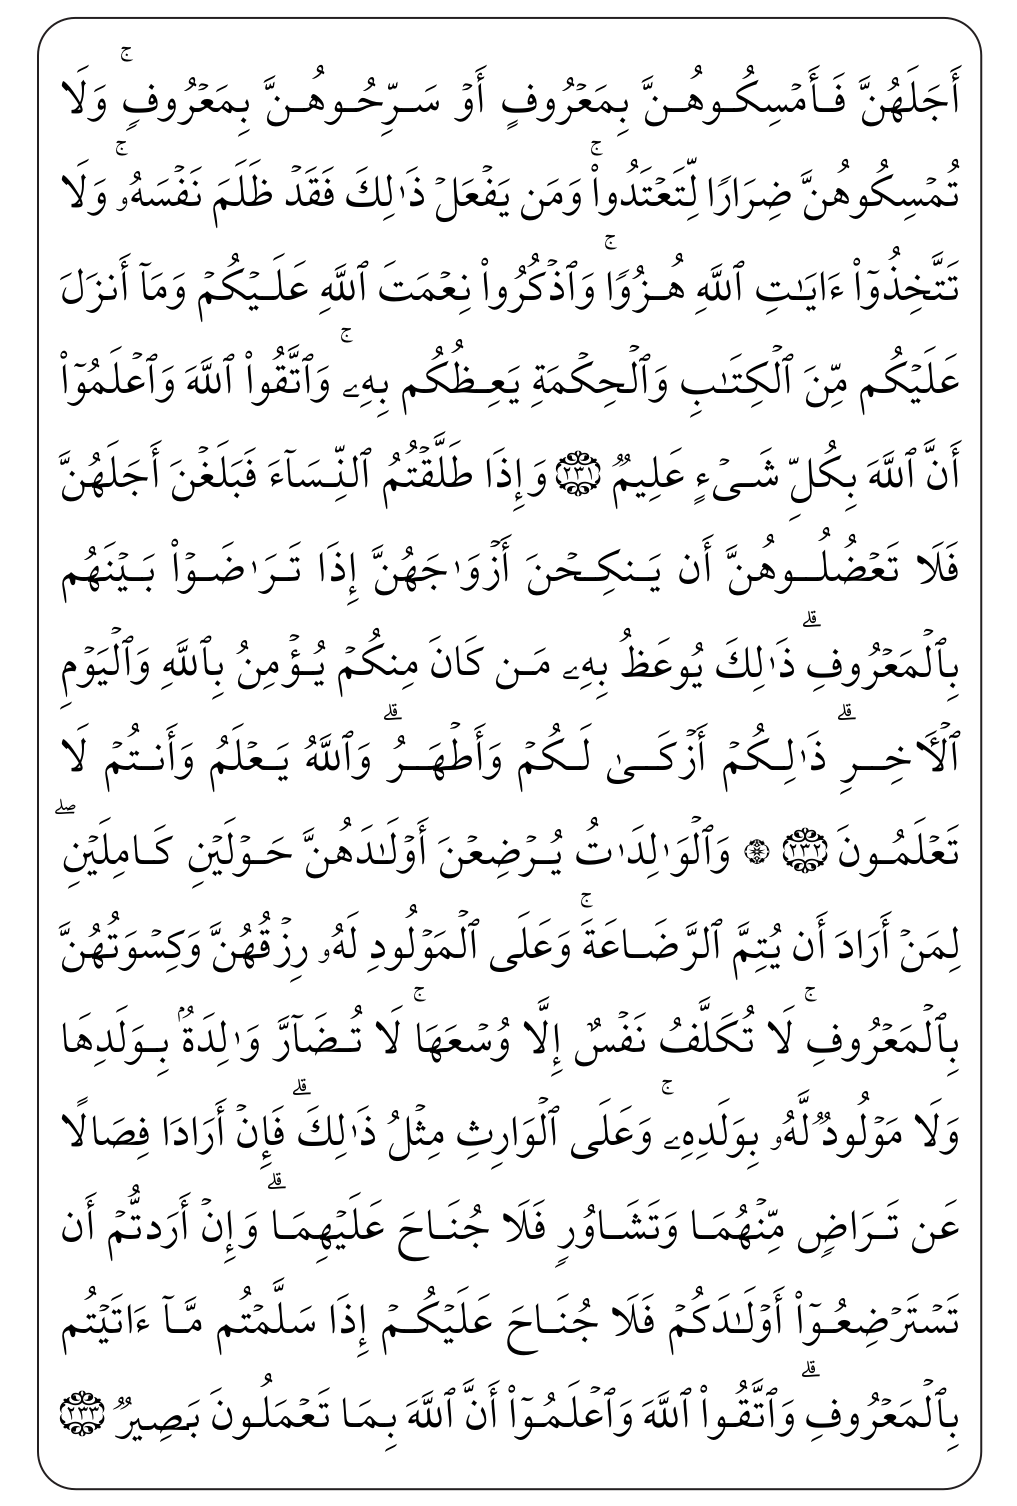 أَجَلَهُنَّ فَأَمۡسِكُوهُنَّ بِمَعۡرُوفٍ أَوۡ سَرِّحُوهُنَّ بِمَعۡرُوفٖۚ وَلَا
تُمۡسِكُوهُنَّ ضِرَارٗا لِّتَعۡتَدُواْۚ وَمَن يَفۡعَلۡ ذَٰلِكَ فَقَدۡ ظَلَمَ نَفۡسَهُۥۚ وَلَا
تَتَّخِذُوٓاْ ءَايَٰتِ ٱللَّهِ هُزُوٗاۚ وَٱذۡكُرُواْ نِعۡمَتَ ٱللَّهِ عَلَيۡكُمۡ وَمَآ أَنزَلَ
عَلَيۡكُم مِّنَ ٱلۡكِتَٰبِ وَٱلۡحِكۡمَةِ يَعِظُكُم بِهِۦۚ وَٱتَّقُواْ ٱللَّهَ وَٱعۡلَمُوٓاْ
أَنَّ ٱللَّهَ بِكُلِّ شَيۡءٍ عَلِيمٞ ٢٣١ وَإِذَا طَلَّقۡتُمُ ٱلنِّسَآءَ فَبَلَغۡنَ أَجَلَهُنَّ
فَلَا تَعۡضُلُوهُنَّ أَن يَنكِحۡنَ أَزۡوَٰجَهُنَّ إِذَا تَرَٰضَوۡاْ بَيۡنَهُم
بِٱلۡمَعۡرُوفِۗ ذَٰلِكَ يُوعَظُ بِهِۦ مَن كَانَ مِنكُمۡ يُؤۡمِنُ بِٱللَّهِ وَٱلۡيَوۡمِ
ٱلۡأٓخِرِۗ ذَٰلِكُمۡ أَزۡكَىٰ لَكُمۡ وَأَطۡهَرُۚ وَٱللَّهُ يَعۡلَمُ وَأَنتُمۡ لَا
تَعۡلَمُونَ ٢٣٢ ۞ وَٱلۡوَٰلِدَٰتُ يُرۡضِعۡنَ أَوۡلَٰدَهُنَّ حَوۡلَيۡنِ كَامِلَيۡنِۖ
لِمَنۡ أَرَادَ أَن يُتِمَّ ٱلرَّضَاعَةَۚ وَعَلَى ٱلۡمَوۡلُودِ لَهُۥ رِزۡقُهُنَّ وَكِسۡوَتُهُنَّ
بِٱلۡمَعۡرُوفِۚ لَا تُكَلَّفُ نَفۡسٌ إِلَّا وُسۡعَهَاۚ لَا تُضَآرَّ وَٰلِدَةُۢ بِوَلَدِهَا
وَلَا مَوۡلُودٞ لَّهُۥ بِوَلَدِهِۦۚ وَعَلَى ٱلۡوَارِثِ مِثۡلُ ذَٰلِكَۗ فَإِنۡ أَرَادَا فِصَالًا
عَن تَرَاضٖ مِّنۡهُمَا وَتَشَاوُرٖ فَلَا جُنَاحَ عَلَيۡهِمَاۗ وَإِنۡ أَرَدتُّمۡ أَن
تَسۡتَرۡضِعُوٓاْ أَوۡلَٰدَكُمۡ فَلَا جُنَاحَ عَلَيۡكُمۡ إِذَا سَلَّمۡتُم مَّآ ءَاتَيۡتُم
بِٱلۡمَعۡرُوفِۗ وَٱتَّقُواْ ٱللَّهَ وَٱعۡلَمُوٓاْ أَنَّ ٱللَّهَ بِمَا تَعۡمَلُونَ بَصِيرٞ ٢٣٣